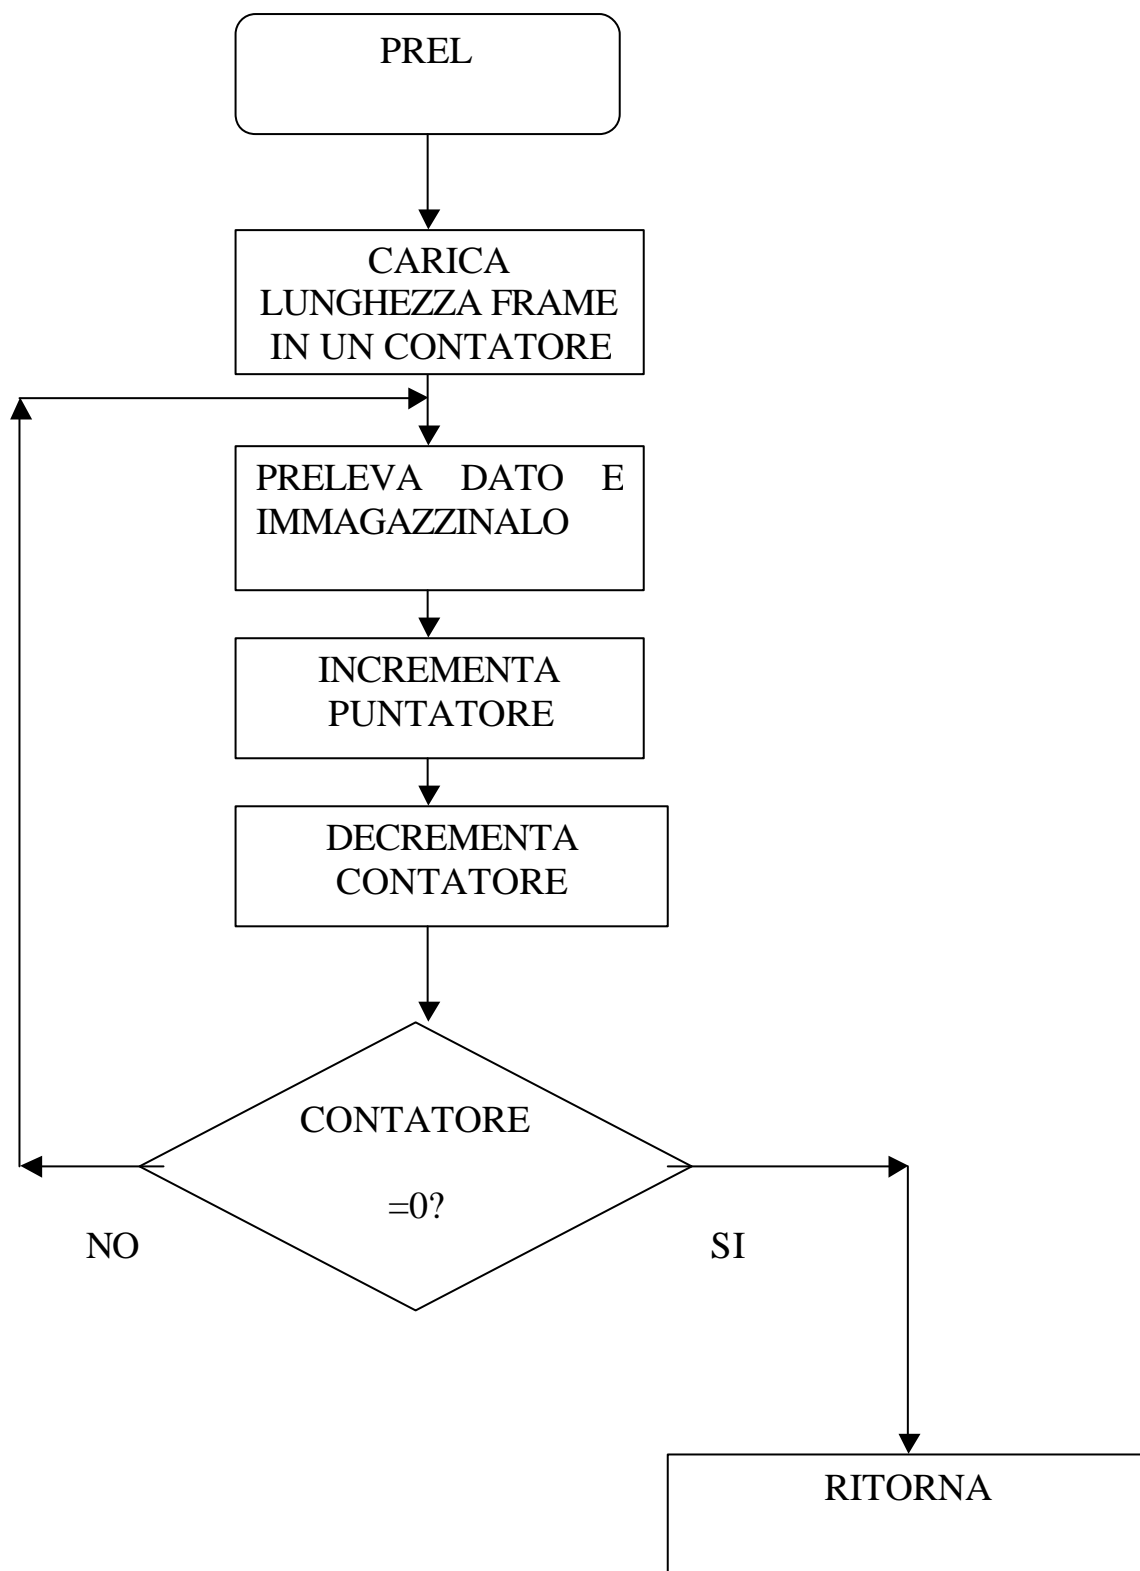 PREL
CARICA
LUNGHEZZA FRAME
IN UN CONTATORE
PRELEVA DATO E
IMMAGAZZINALO
INCREMENTA
PUNTATORE
DECREMENTA
CONTATORE
CONTATORE
=0?
NO
SI
RITORNA